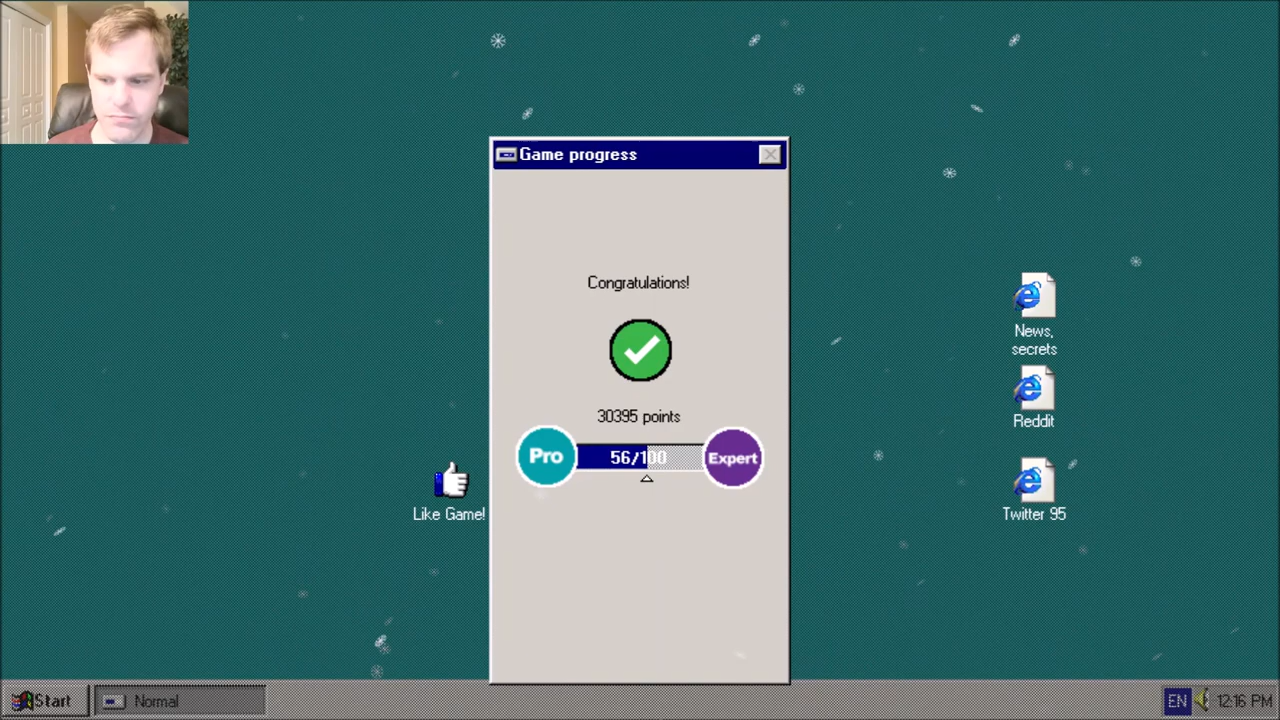 Game progress
Congratulations!
30395 points
Pro
56/100
Expert
Like Game!
News,
secrets
Reddit
Twitter 95
Start
Normal
EN
12:16 PM